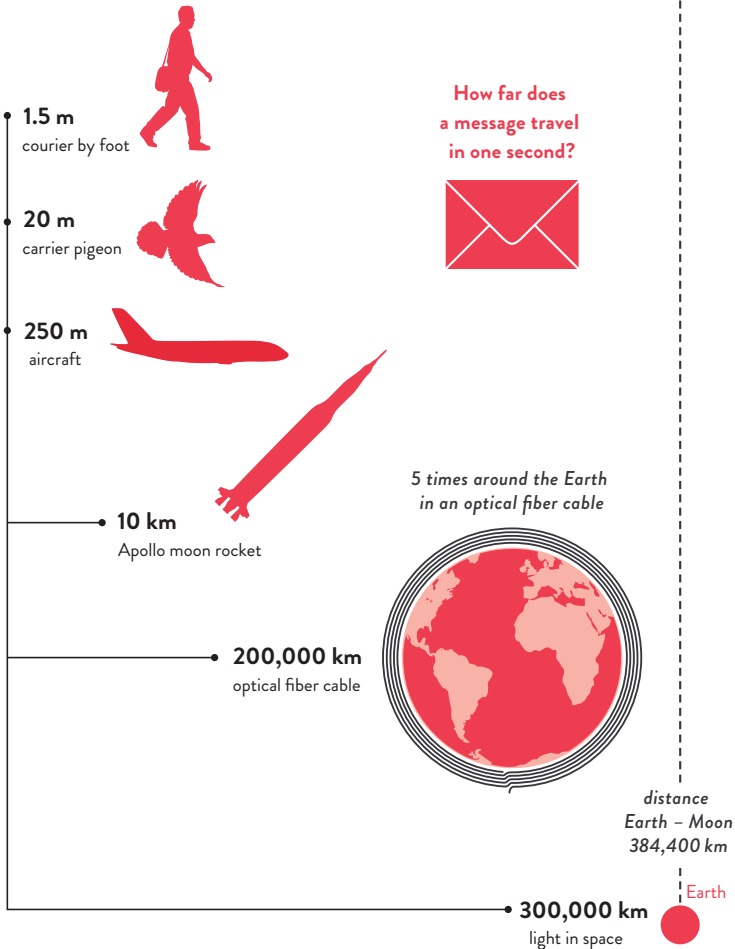 How far does
a message travel
in one second?
1.5 m
courier by foot
20 m
carrier pigeon
250 m
aircraft
10 km
Apollo moon rocket
5 times around the Earth
in an optical fiber cable
200,000 km
optical fiber cable
distance
Earth – Moon
384,400 km
Earth
300,000 km
light in space